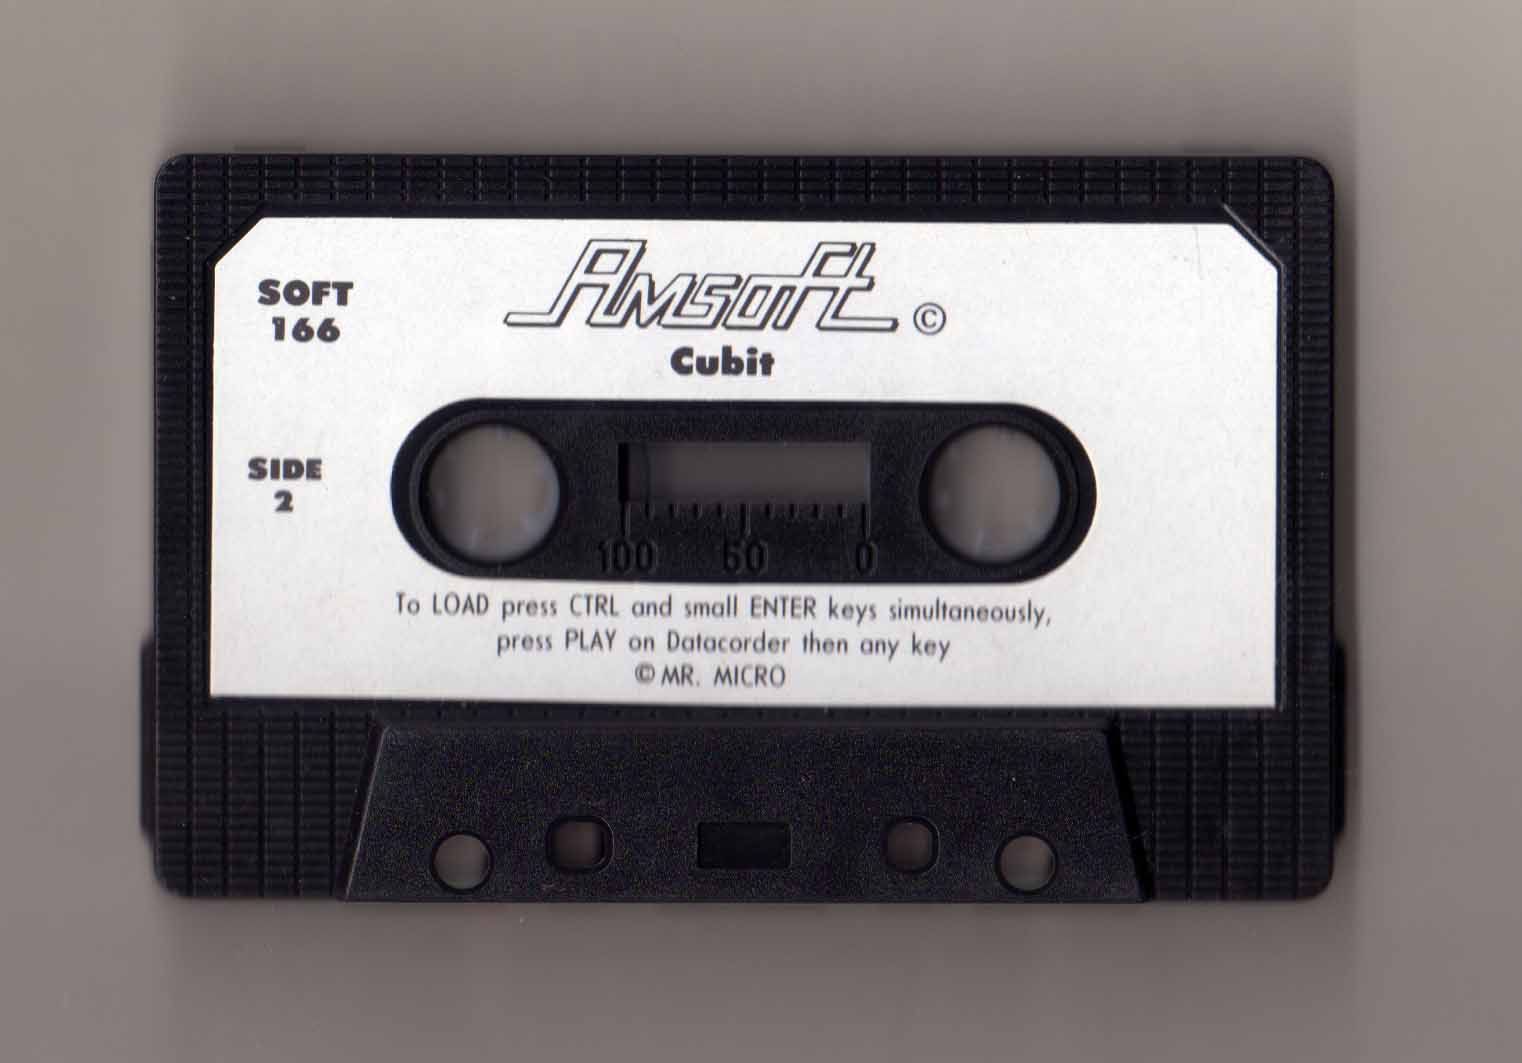 SOFT
166
Amsoft ©
Cubit
SIDE
2
100 50 0
To LOAD press CTRL and small ENTER keys simultaneously,
press PLAY on Datacorder then any key
© MR. MICRO